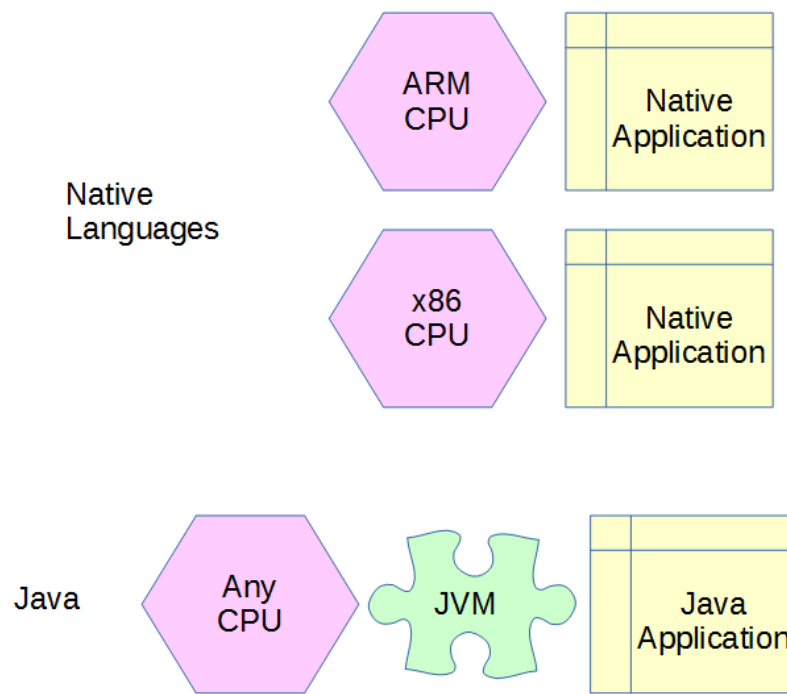 ARM
CPU
Native
Application
Native
Languages
x86
CPU
Native
Application
Java
Any
CPU
JVM
Java
Application